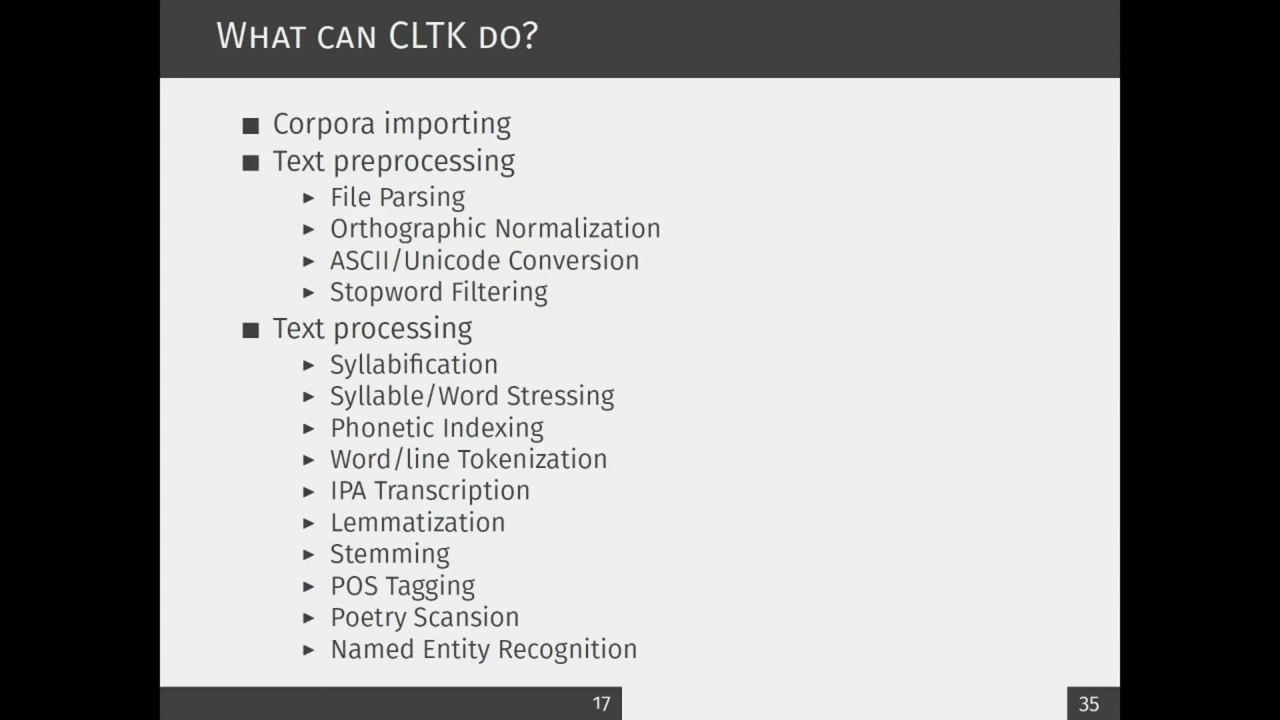 What can CLTK do?
Corpora importing
Text preprocessing
File Parsing
Orthographic Normalization
ASCII/Unicode Conversion
Stopword Filtering
Text processing
Syllabification
Syllable/Word Stressing
Phonetic Indexing
Word/line Tokenization
IPA Transcription
Lemmatization
Stemming
POS Tagging
Poetry Scansion
Named Entity Recognition
17 35